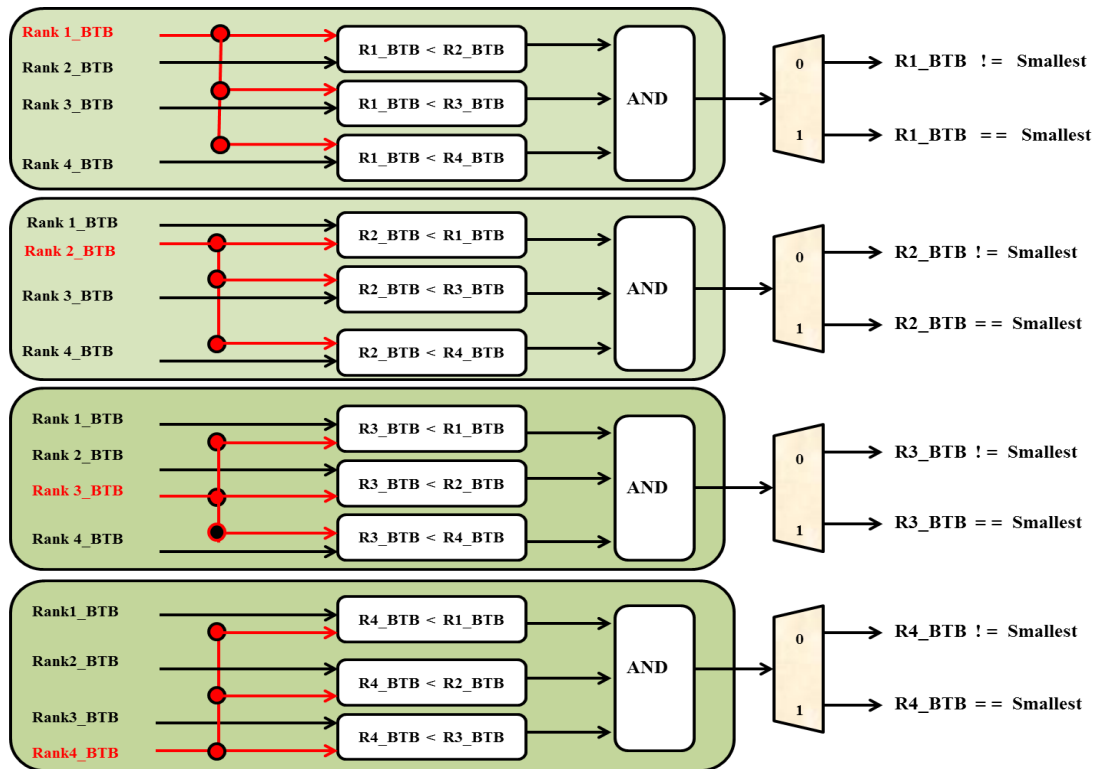 Rank 1_BTB
Rank 2_BTB
Rank 3_BTB
Rank 4_BTB
R1_BTB < R2_BTB
R1_BTB < R3_BTB
R1_BTB < R4_BTB
AND
0
1
R1_BTB ! = Smallest
R1_BTB = = Smallest
Rank 1_BTB
Rank 2_BTB
Rank 3_BTB
Rank 4_BTB
R2_BTB < R1_BTB
R2_BTB < R3_BTB
R2_BTB < R4_BTB
AND
0
1
R2_BTB ! = Smallest
R2_BTB = = Smallest
Rank 1_BTB
Rank 2_BTB
Rank 3_BTB
Rank 4_BTB
R3_BTB < R1_BTB
R3_BTB < R2_BTB
R3_BTB < R4_BTB
AND
0
1
R3_BTB ! = Smallest
R3_BTB = = Smallest
Rank1_BTB
Rank2_BTB
Rank3_BTB
Rank4_BTB
R4_BTB < R1_BTB
R4_BTB < R2_BTB
R4_BTB < R3_BTB
AND
0
1
R4_BTB ! = Smallest
R4_BTB = = Smallest